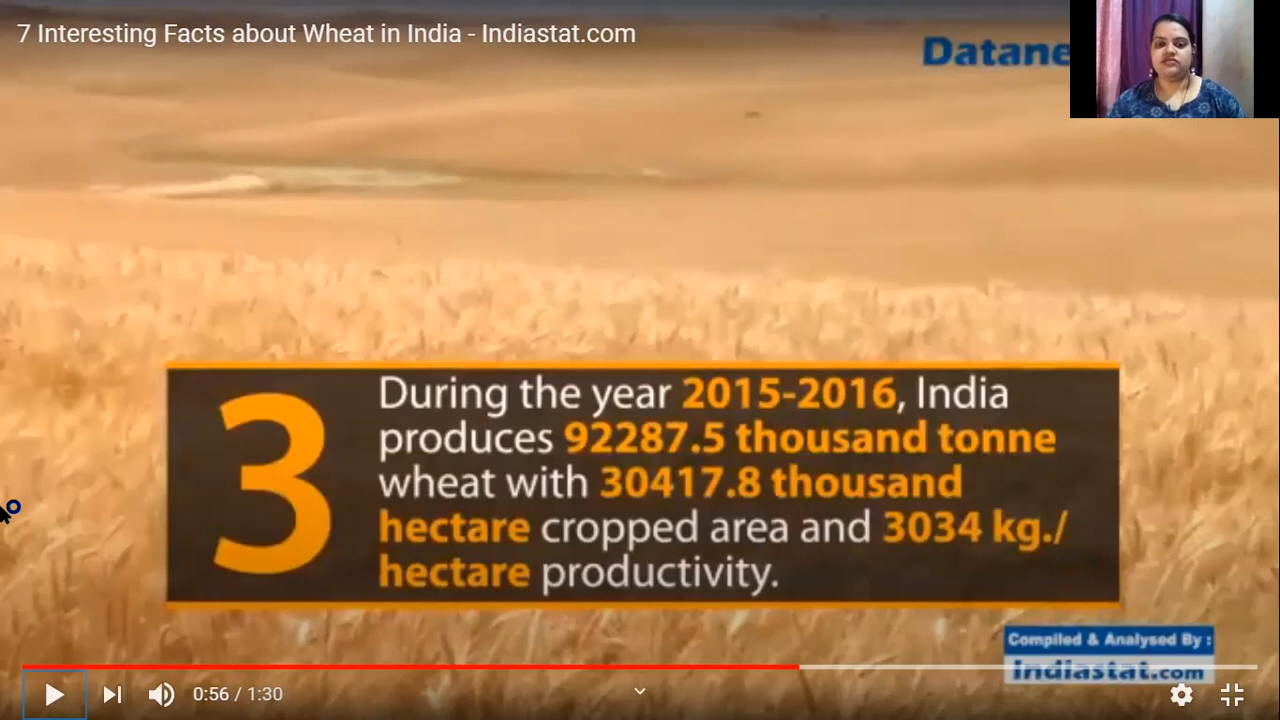 7 Interesting Facts about Wheat in India - Indiastat.com
3
During the year 2015-2016, India
produces 92287.5 thousand tonne
wheat with 30417.8 thousand
hectare cropped area and 3034 kg./
hectare productivity.
Compiled & Analysed By :
Indiastat.com
0:56 / 1:30